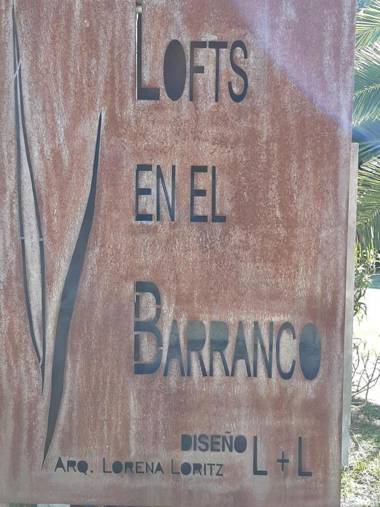 LOFTS
EN EL
BARRANCO
DISEÑO L+L
ARQ. LORENA LORITZ